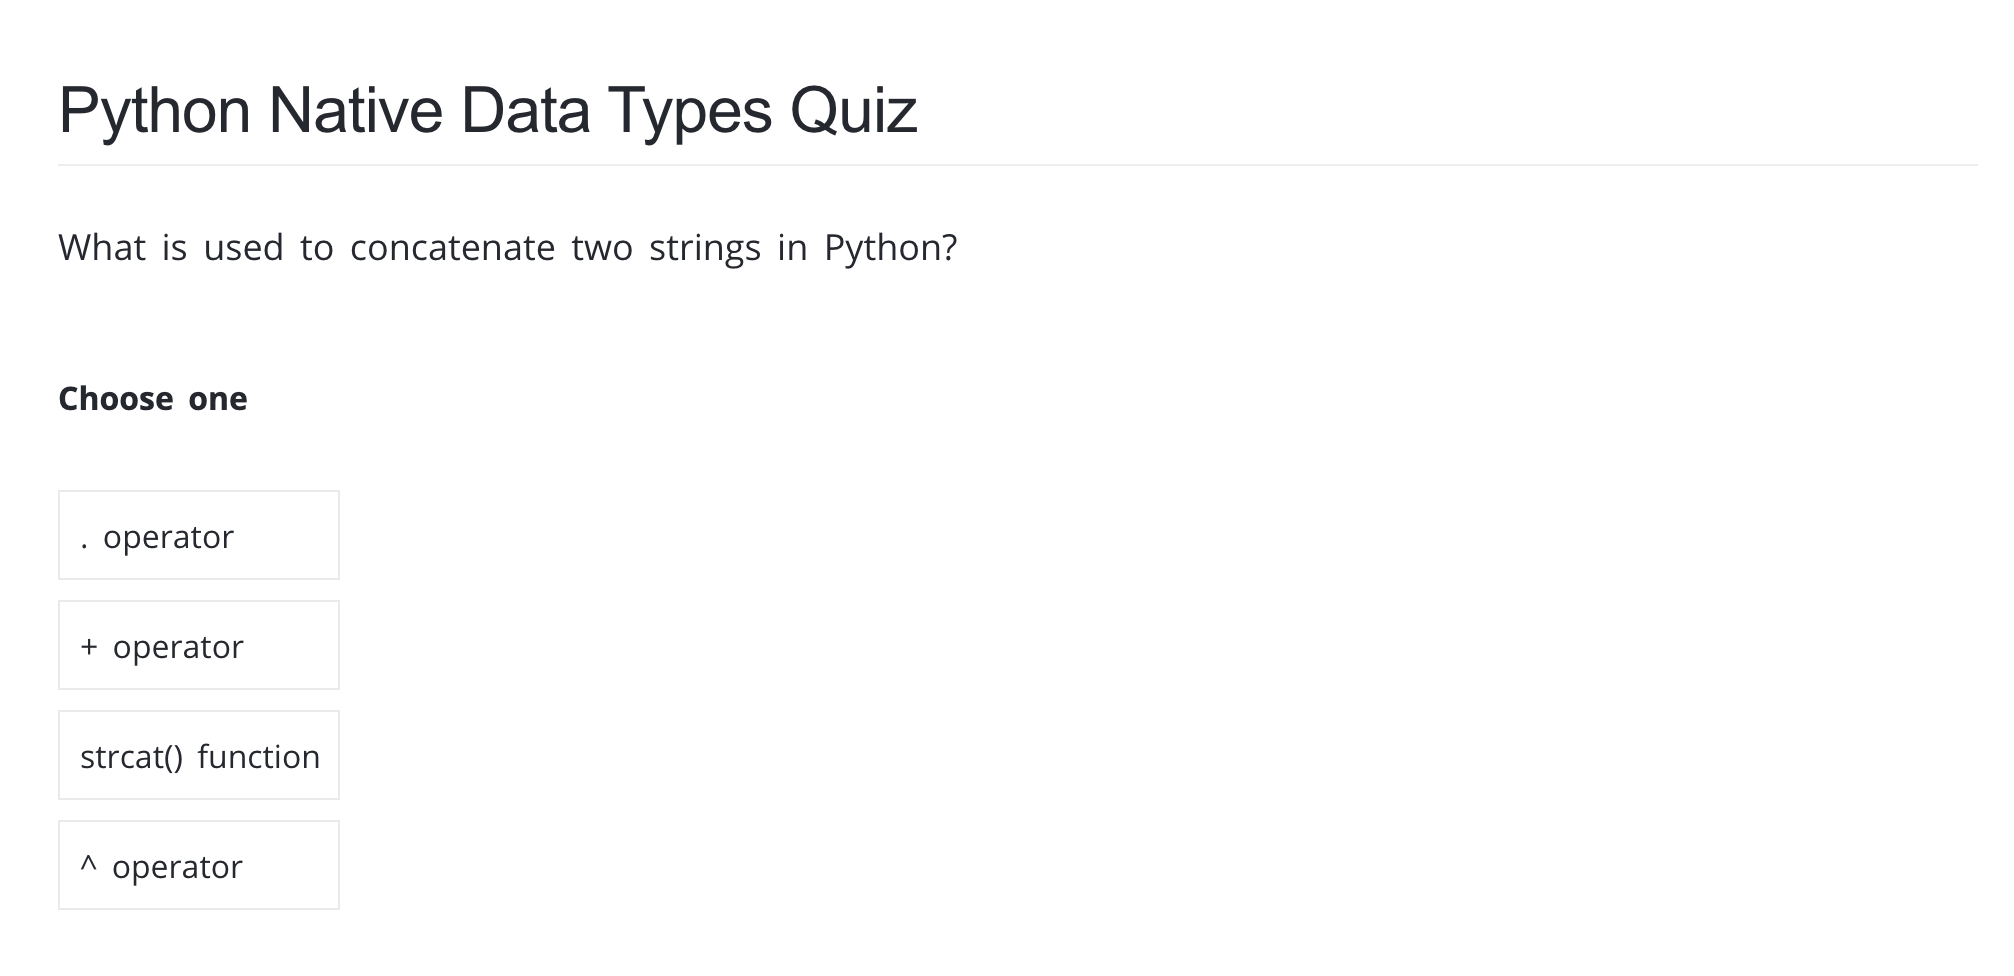 Python Native Data Types Quiz
What is used to concatenate two strings in Python?
Choose one
. operator
+ operator
strcat() function
^ operator